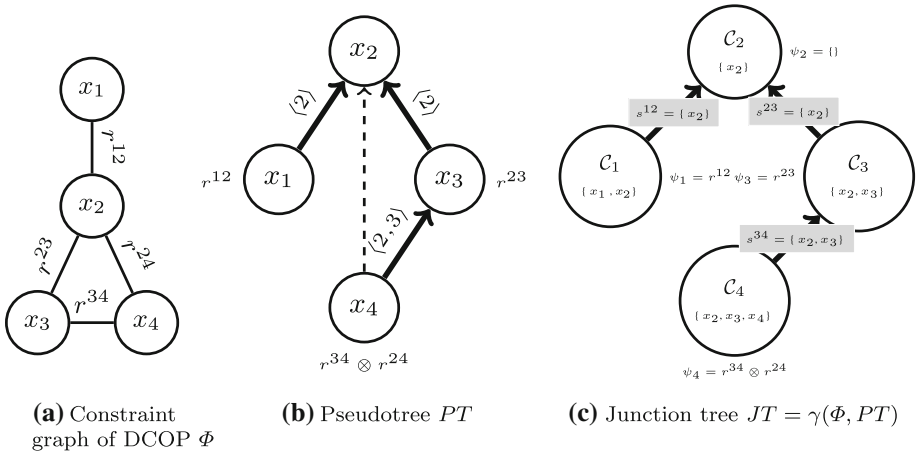 x₁
r¹²
x₂
r²³
r²⁴
x₃
r³⁴
x₄
(a) Constraint
graph of DCOP Φ
x₂
⟨2⟩
⟨2⟩
r¹²
x₁
x₃
r²³
⟨2, 3⟩
x₄
r³⁴ ⊗ r²⁴
(b) Pseudotree PT
𝒞₂
{ x₂}
ψ₂ = {}
s¹² = { x₂}
s²³ = { x₂}
𝒞₁
{ x₁ , x₂}
ψ₁ = r¹² ψ₃ = r²³
𝒞₃
{ x₂, x₃}
s³⁴ = { x₂, x₃}
𝒞₄
{ x₂, x₃, x₄}
ψ₄ = r³⁴ ⊗ r²⁴
(c) Junction tree JT = γ(Φ, PT)